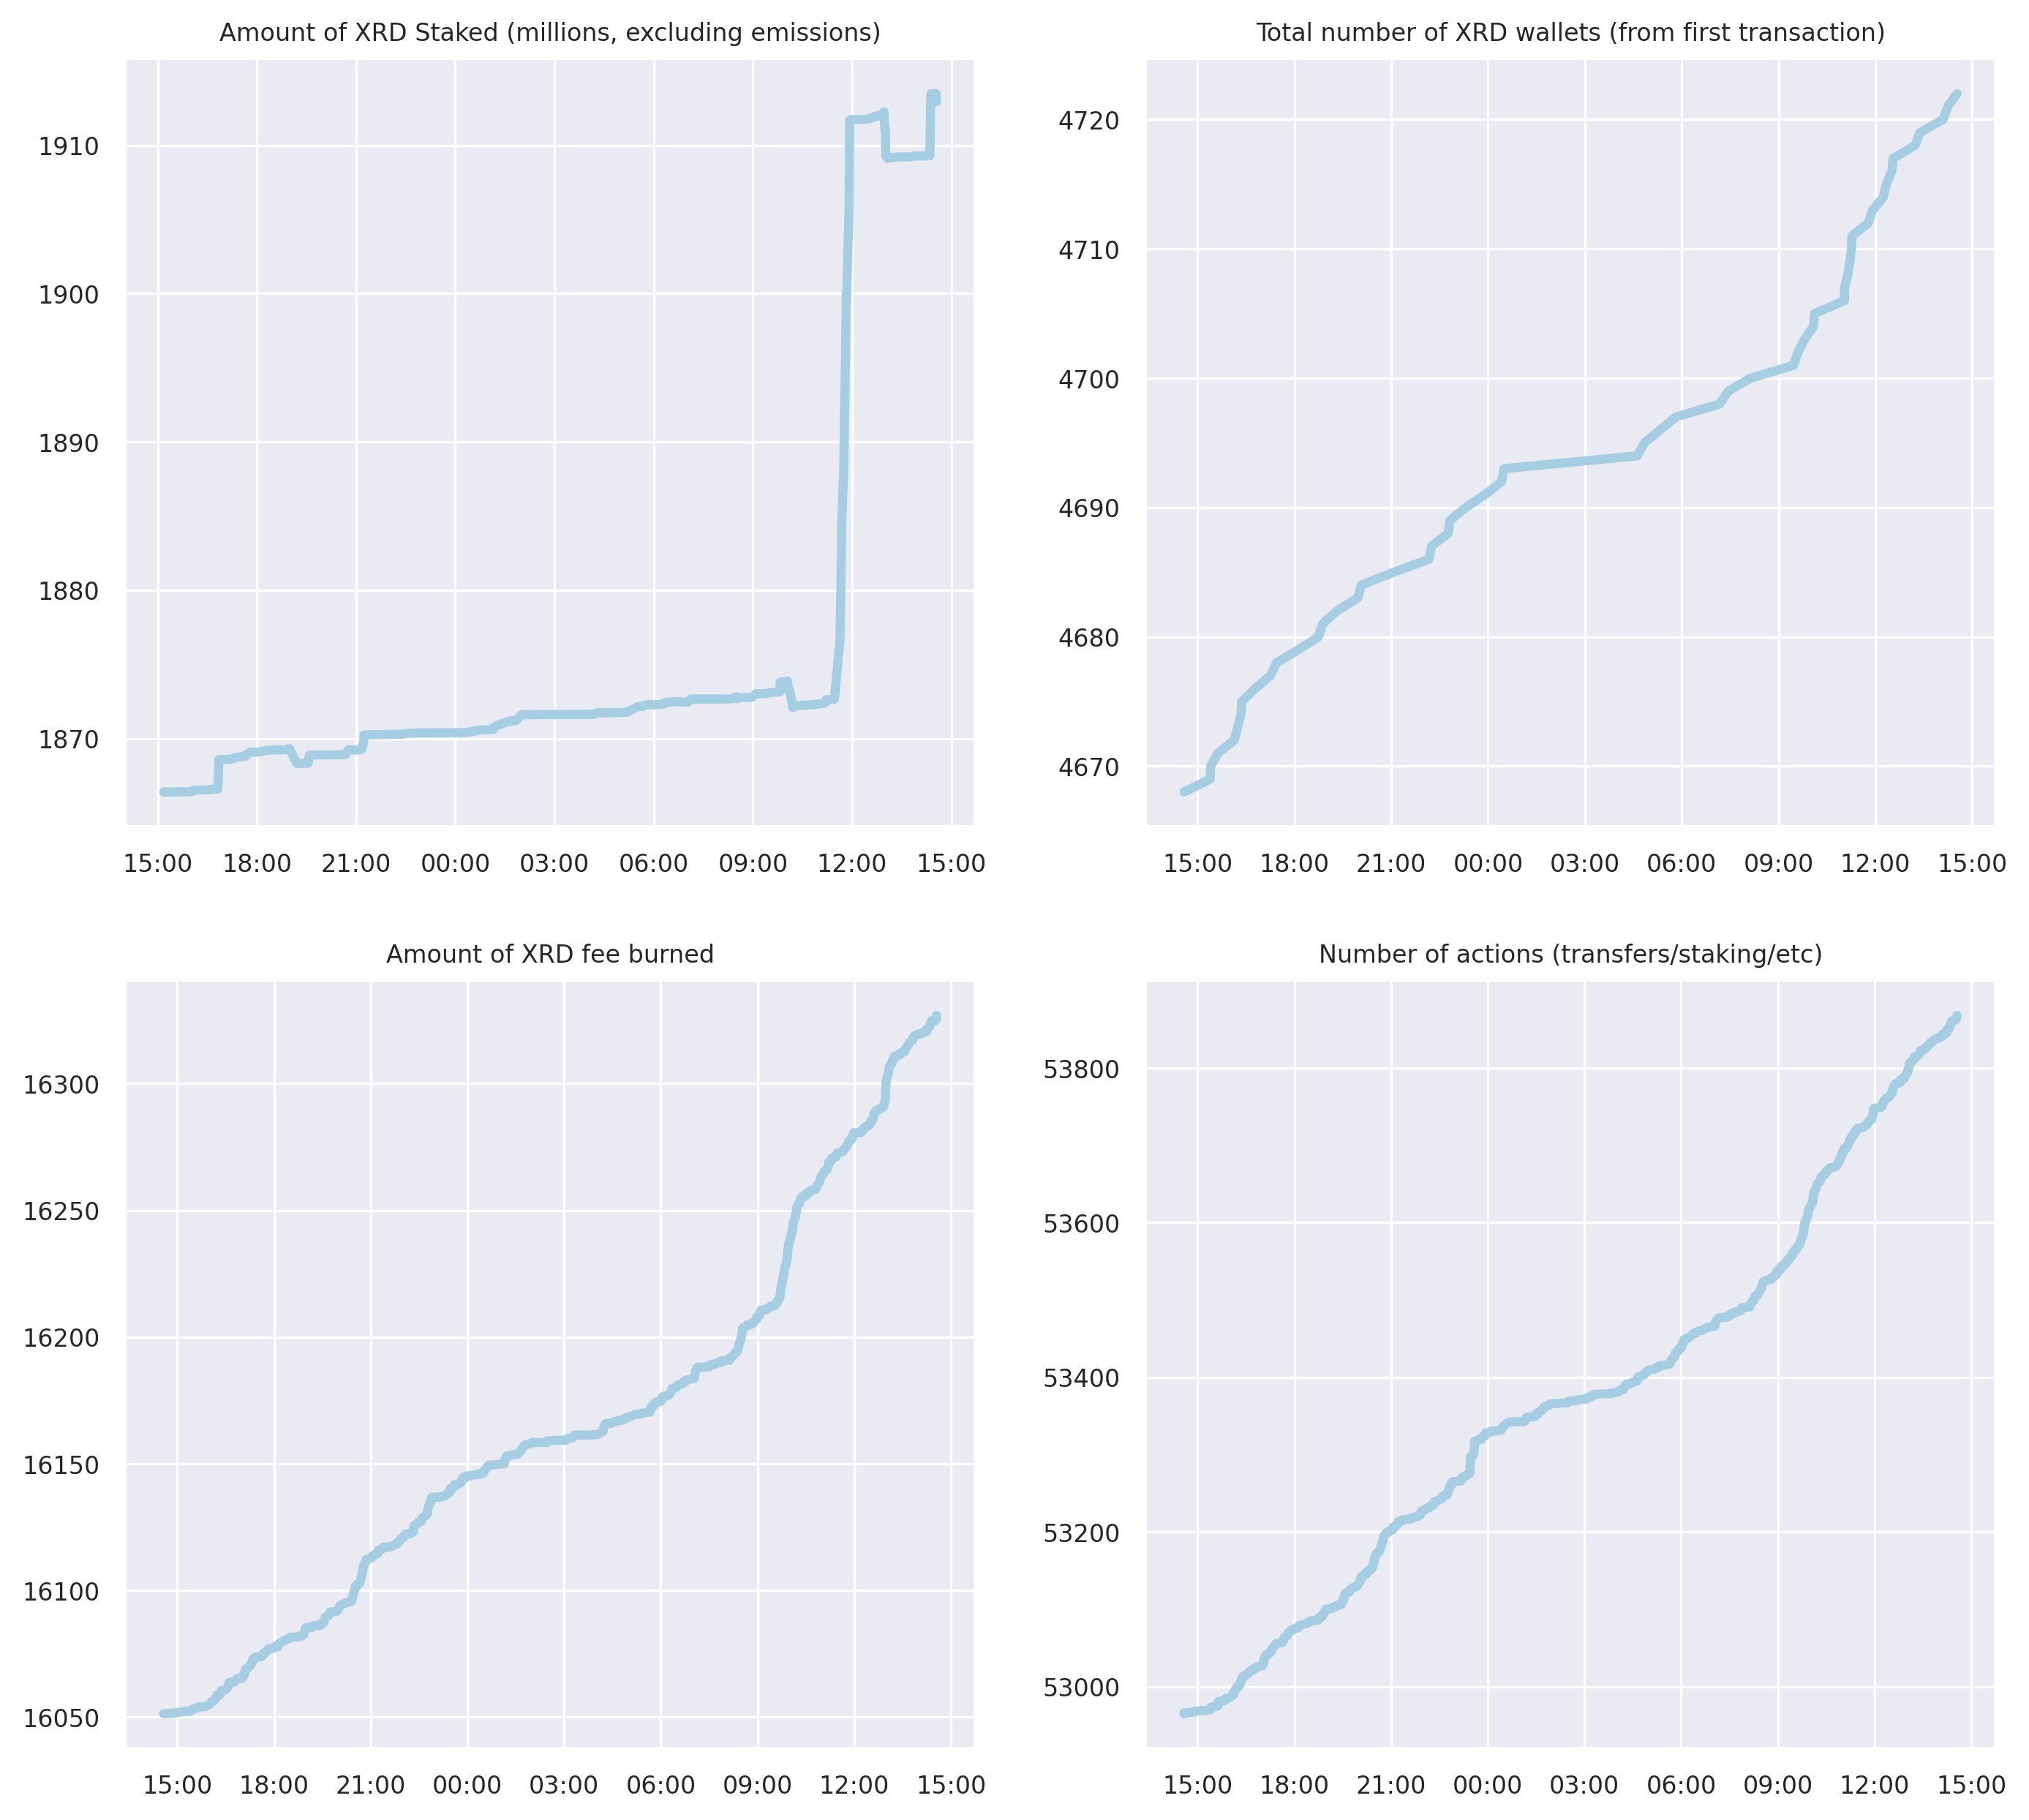 Amount of XRD Staked (millions, excluding emissions)
1910
1900
1890
1880
1870
15:00 18:00 21:00 00:00 03:00 06:00 09:00 12:00 15:00
Total number of XRD wallets (from first transaction)
4720
4710
4700
4690
4680
4670
15:00 18:00 21:00 00:00 03:00 06:00 09:00 12:00 15:00
Amount of XRD fee burned
16300
16250
16200
16150
16100
16050
15:00 18:00 21:00 00:00 03:00 06:00 09:00 12:00 15:00
Number of actions (transfers/staking/etc)
53800
53600
53400
53200
53000
15:00 18:00 21:00 00:00 03:00 06:00 09:00 12:00 15:00